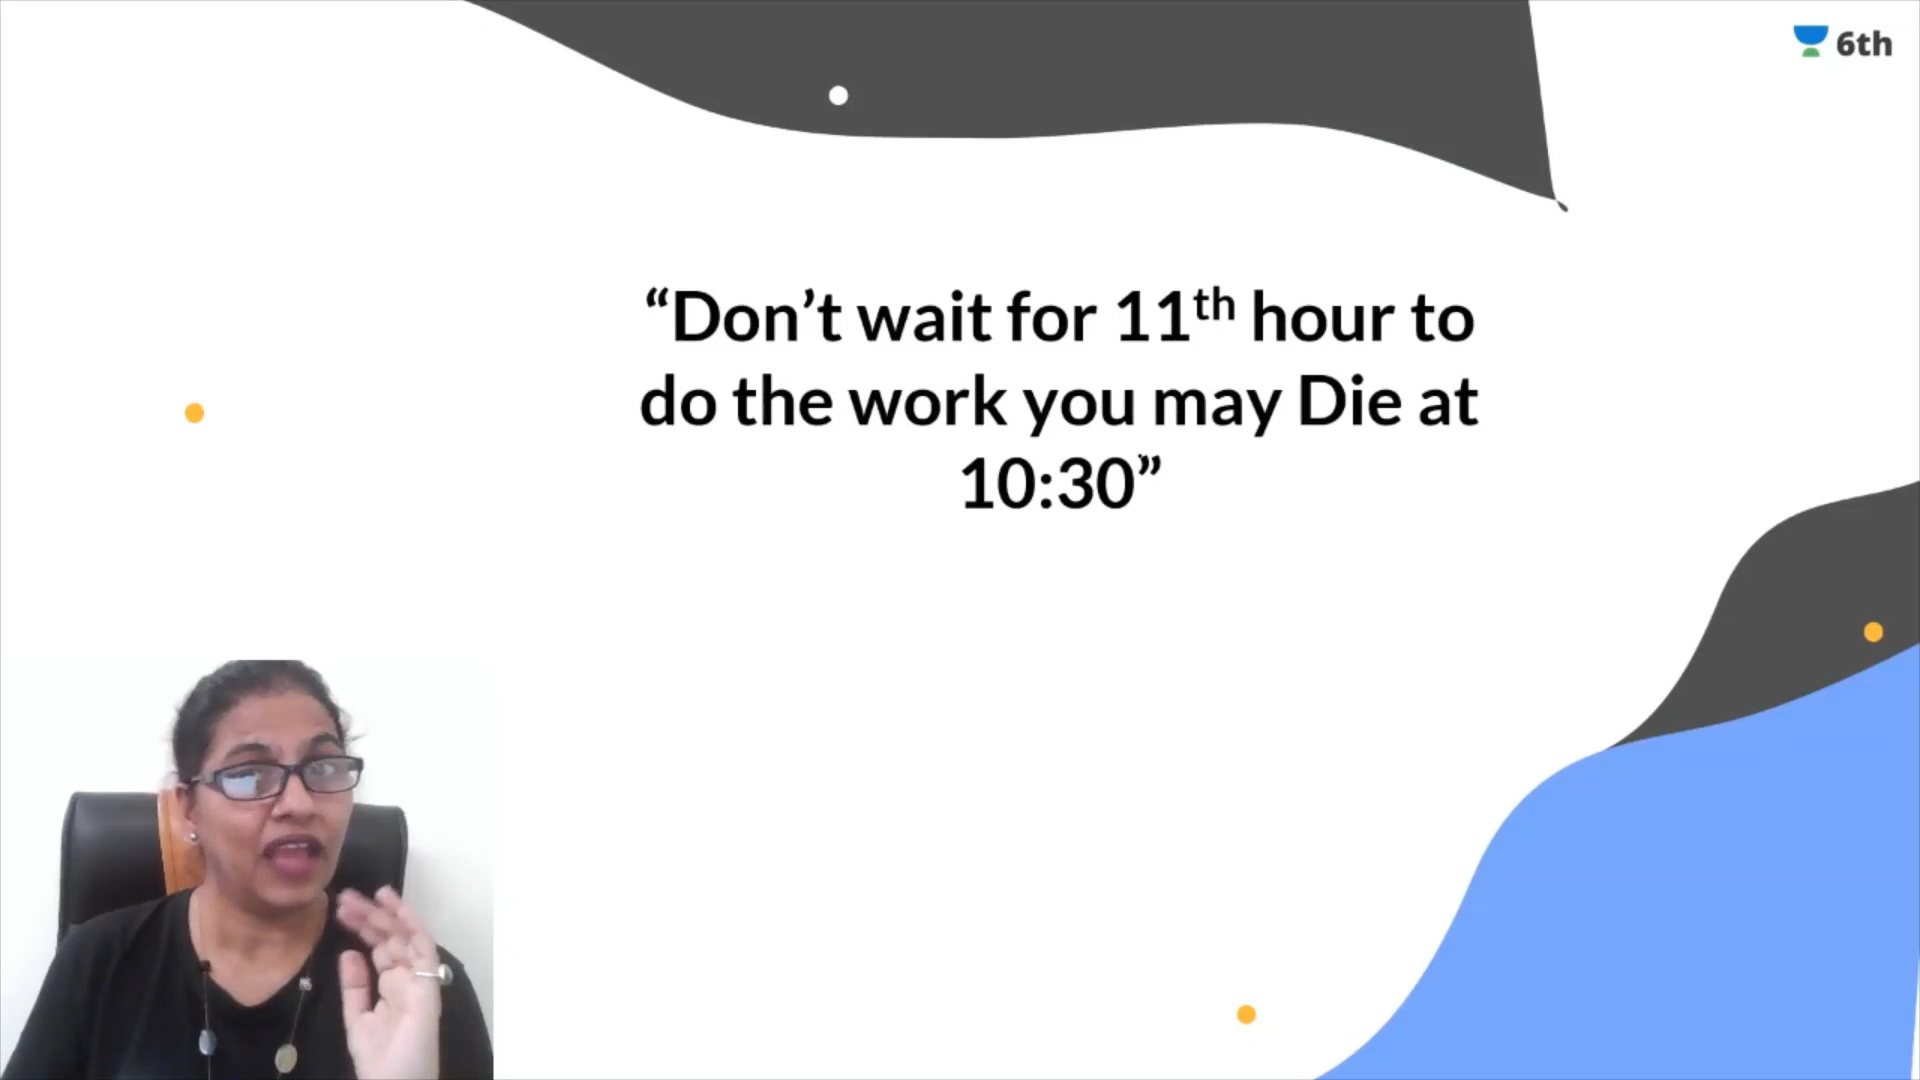 6th
“Don’t wait for 11th hour to
do the work you may Die at
10:30”